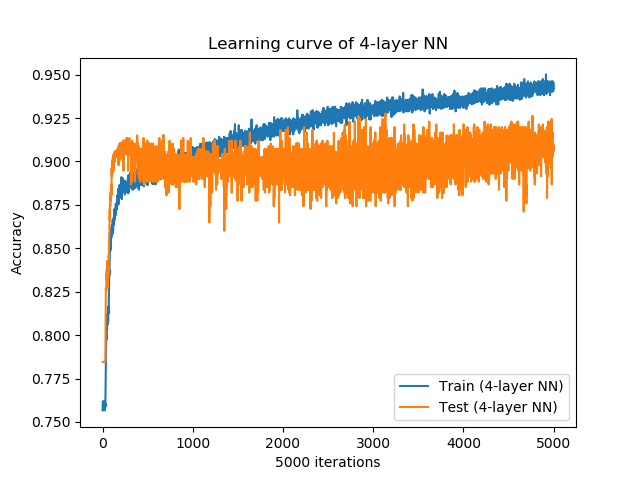 Learning curve of 4-layer NN
0.950
0.925
0.900
0.875
0.850
0.825
0.800
0.775
0.750
Accuracy
0 1000 2000 3000 4000 5000
5000 iterations
Train (4-layer NN)
Test (4-layer NN)